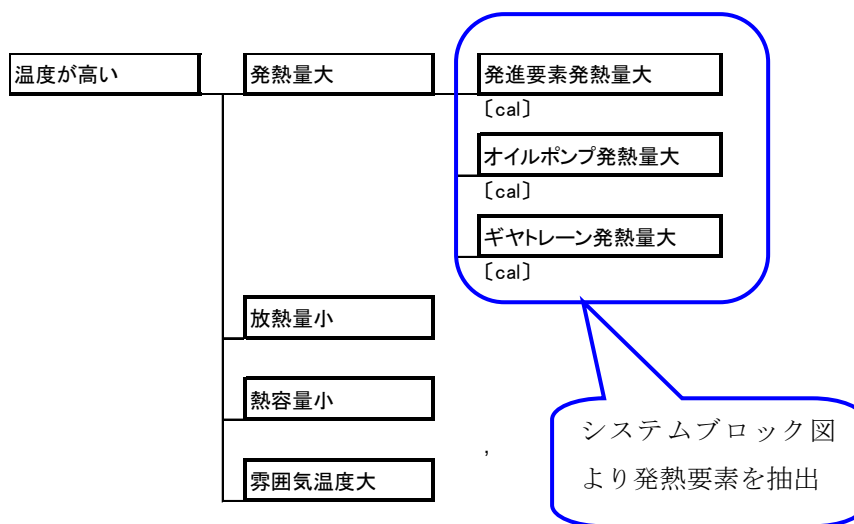 温度が高い
発熱量大
発進要素発熱量大
〔cal〕
オイルポンプ発熱量大
〔cal〕
ギヤトレーン発熱量大
〔cal〕
放熱量小
熱容量小
,
雰囲気温度大
システムブロック図
より発熱要素を抽出